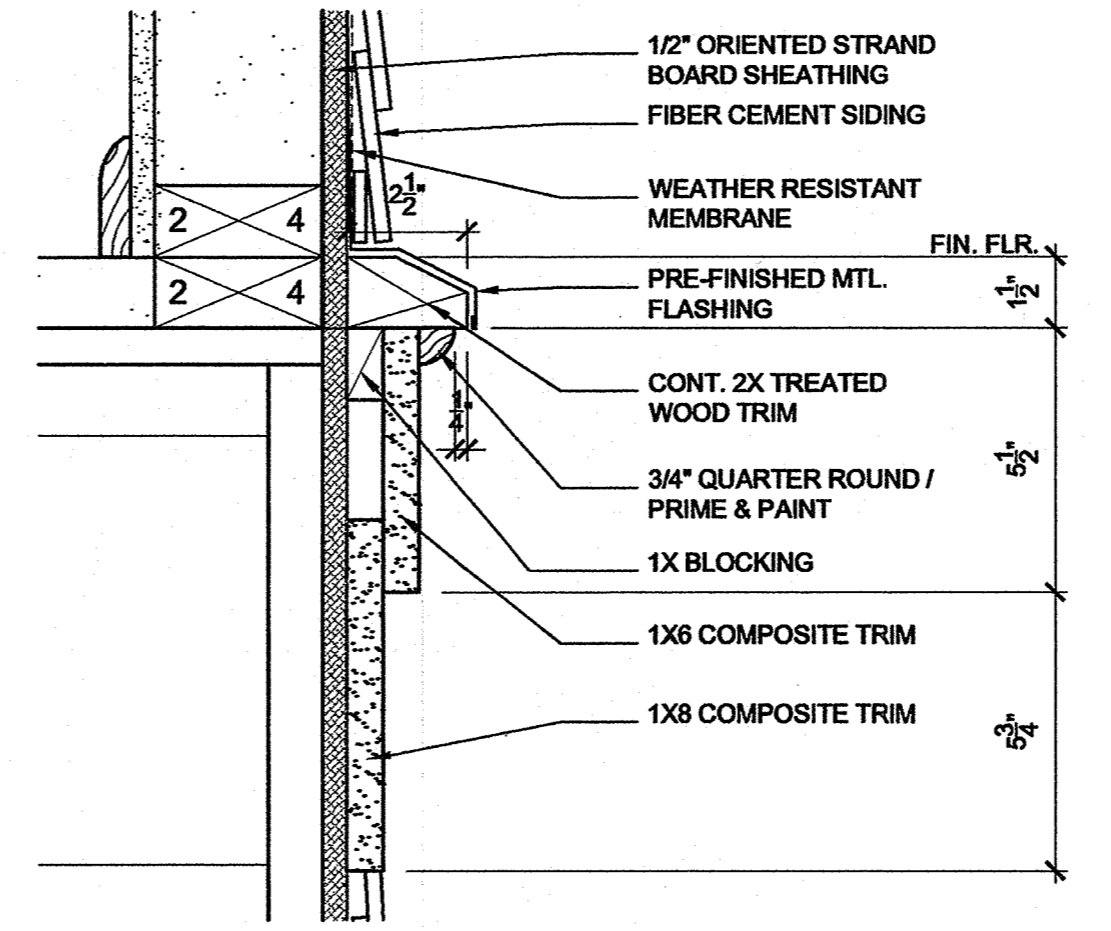 1/2" ORIENTED STRAND
BOARD SHEATHING
FIBER CEMENT SIDING
WEATHER RESISTANT
MEMBRANE
2 1/2"
2 4
FIN. FLR.
2 4
PRE-FINISHED MTL.
FLASHING
1 1/2"
CONT. 2X TREATED
WOOD TRIM
1/4"
3/4" QUARTER ROUND /
PRIME & PAINT
5 1/2"
1X BLOCKING
1X6 COMPOSITE TRIM
1X8 COMPOSITE TRIM
5 3/4"